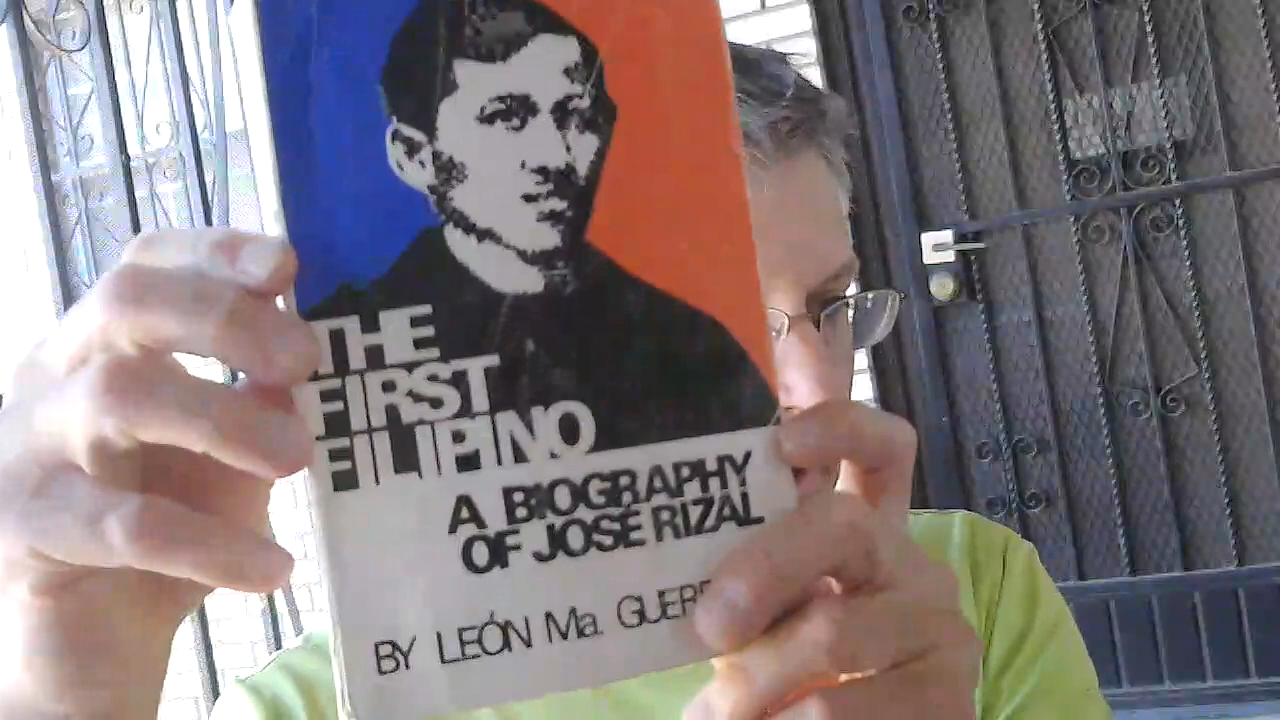 THE
FIRST
FILIPINO
A BIOGRAPHY
OF JOSÉ RIZAL
BY LEÓN Ma.